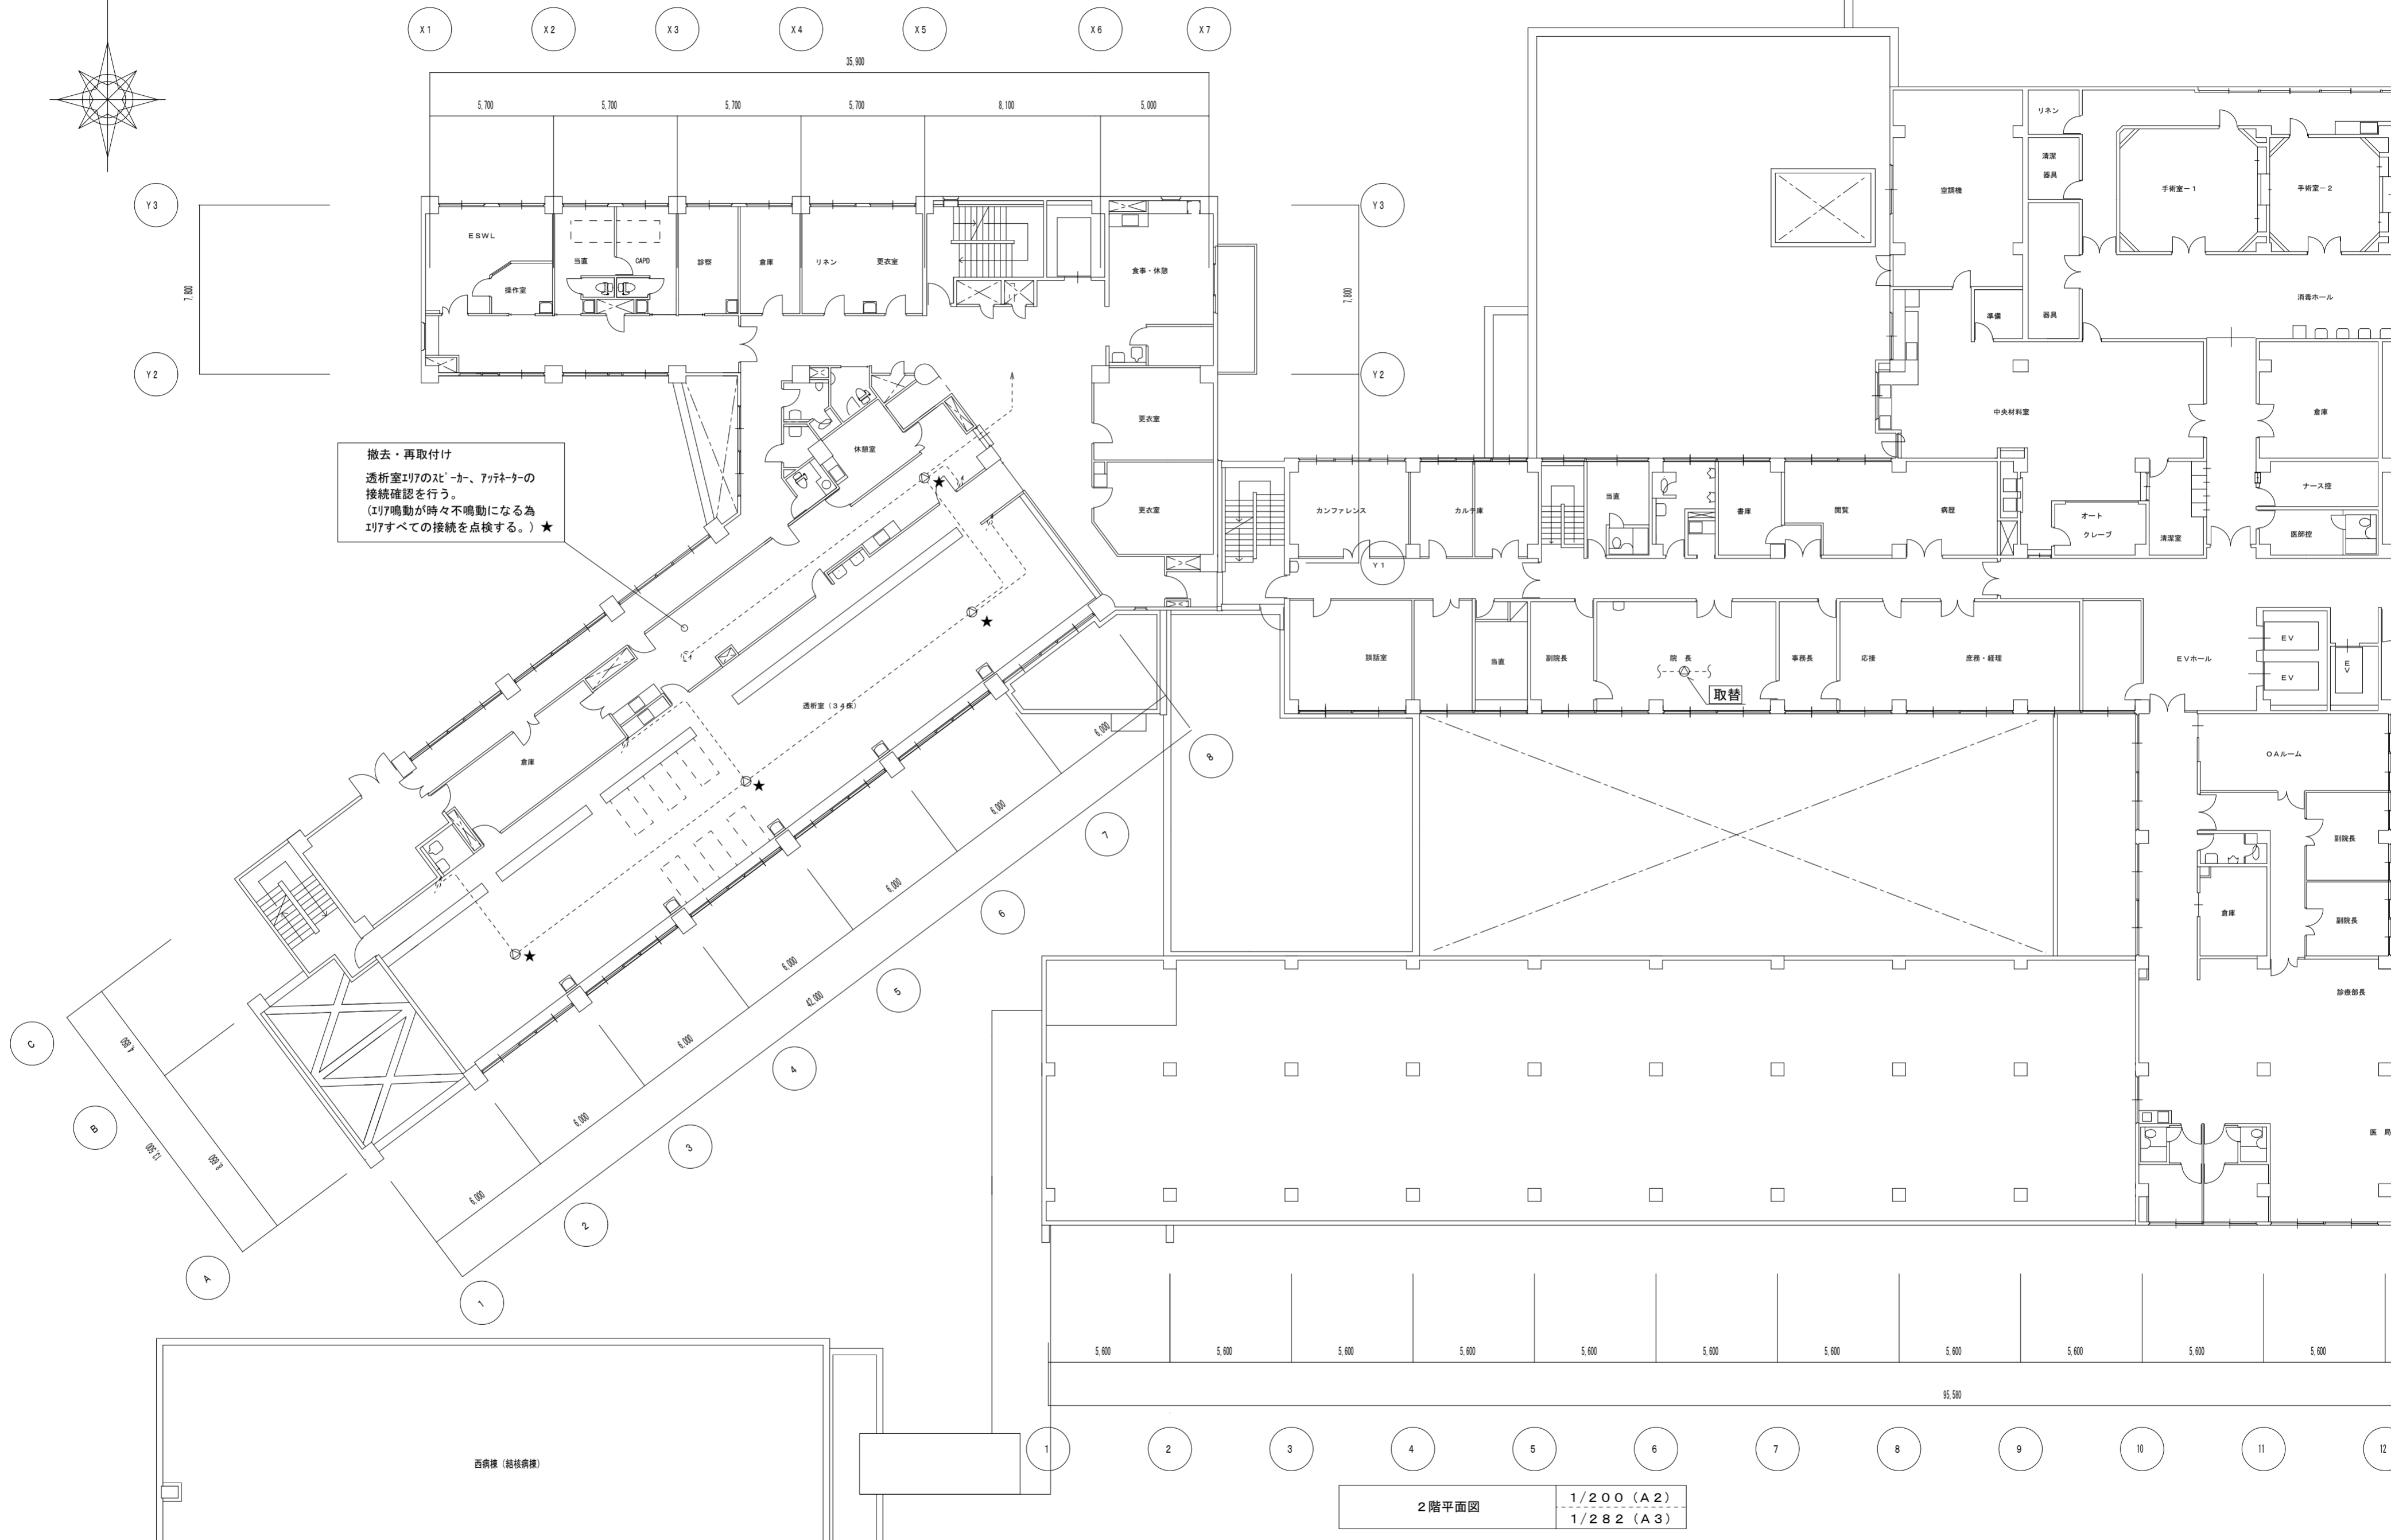 X1
X2
X3
X4
X5
X6
X7
35,900
5,700
5,700
5,700
5,700
8,100
5,000
Y3
Y2
7,800
Y3
Y2
Y1
7,800
ESWL
操作室
当直
CAPD
診察
倉庫
リネン
更衣室
食事・休憩
更衣室
更衣室
休憩室
撤去・再取付け
透析室ｴﾘｱのｽﾋﾟｰｶｰ、ｱｯﾃﾈｰﾀｰの
接続確認を行う。
(ｴﾘｱ鳴動が時々不鳴動になる為
ｴﾘｱすべての接続を点検する。) ★
★
★
★
★
透析室（34床）
倉庫
空調機
リネン
清潔
器具
器具
準備
手術室－1
手術室－2
消毒ホール
中央材料室
倉庫
ナース控
医師控
オート
クレーブ
清潔室
カンファレンス
カルテ庫
当直
書庫
閲覧
病歴
談話室
当直
副院長
院　長
取替
事務長
応接
庶務・経理
EVホール
EV
EV
EV
OAルーム
副院長
副院長
倉庫
診療部長
医　局
6,000
6,000
6,000
6,000
6,000
6,000
6,000
42,000
8
7
6
5
4
3
2
1
C
B
A
4,850
8,650
13,500
5,600
5,600
5,600
5,600
5,600
5,600
5,600
5,600
5,600
5,600
5,600
95,580
1
2
3
4
5
6
7
8
9
10
11
12
西病棟（結核病棟）
2階平面図
1/200（A2）
1/282（A3）